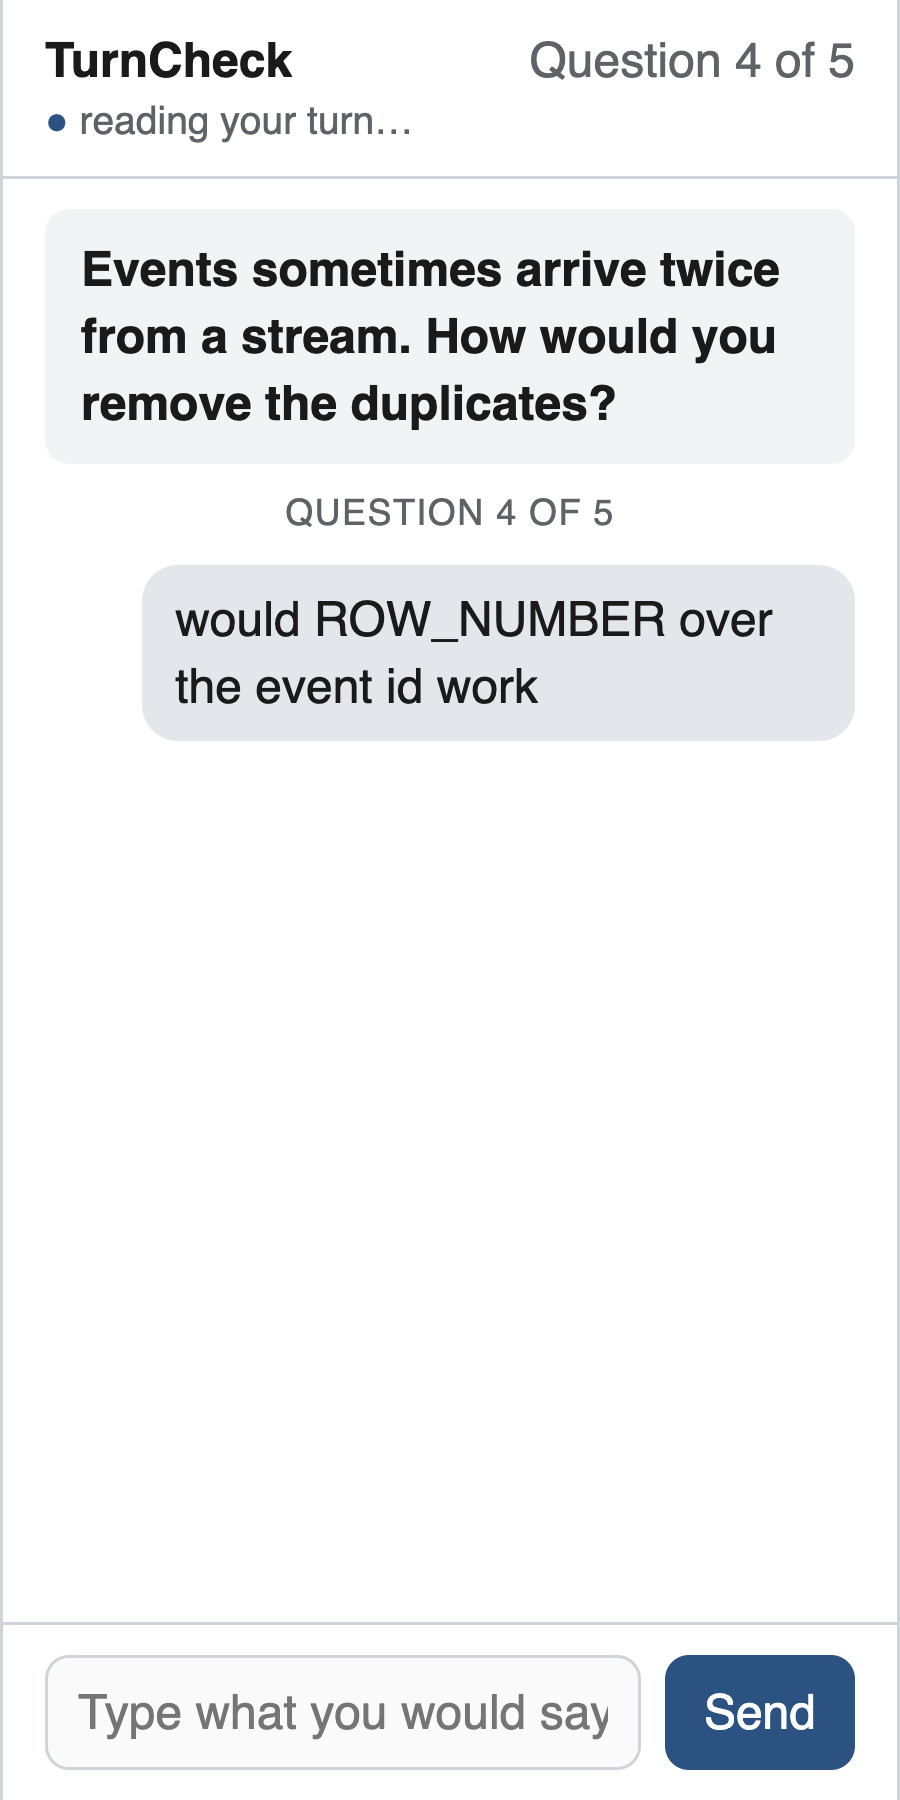 TurnCheck
Question 4 of 5
reading your turn…
Events sometimes arrive twice
from a stream. How would you
remove the duplicates?
QUESTION 4 OF 5
would ROW_NUMBER over
the event id work
Type what you would say
Send